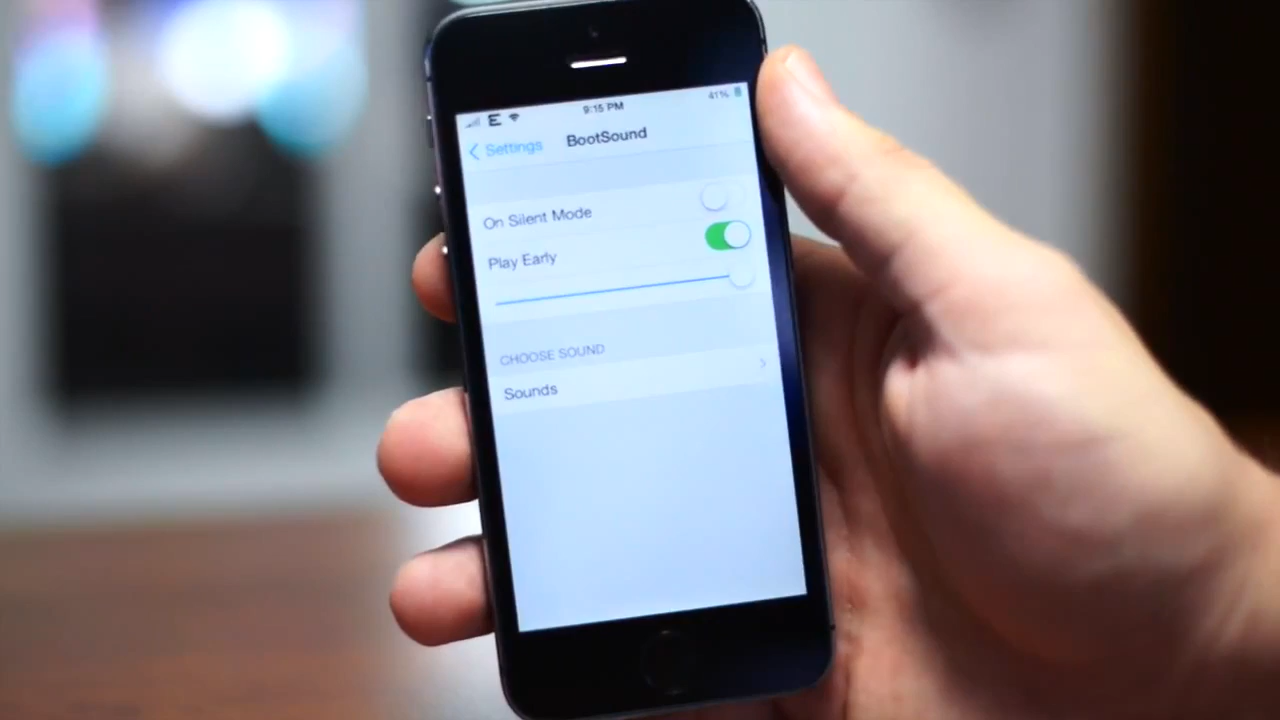 E 9:15 PM 41%
Settings BootSound
On Silent Mode
Play Early
CHOOSE SOUND
Sounds